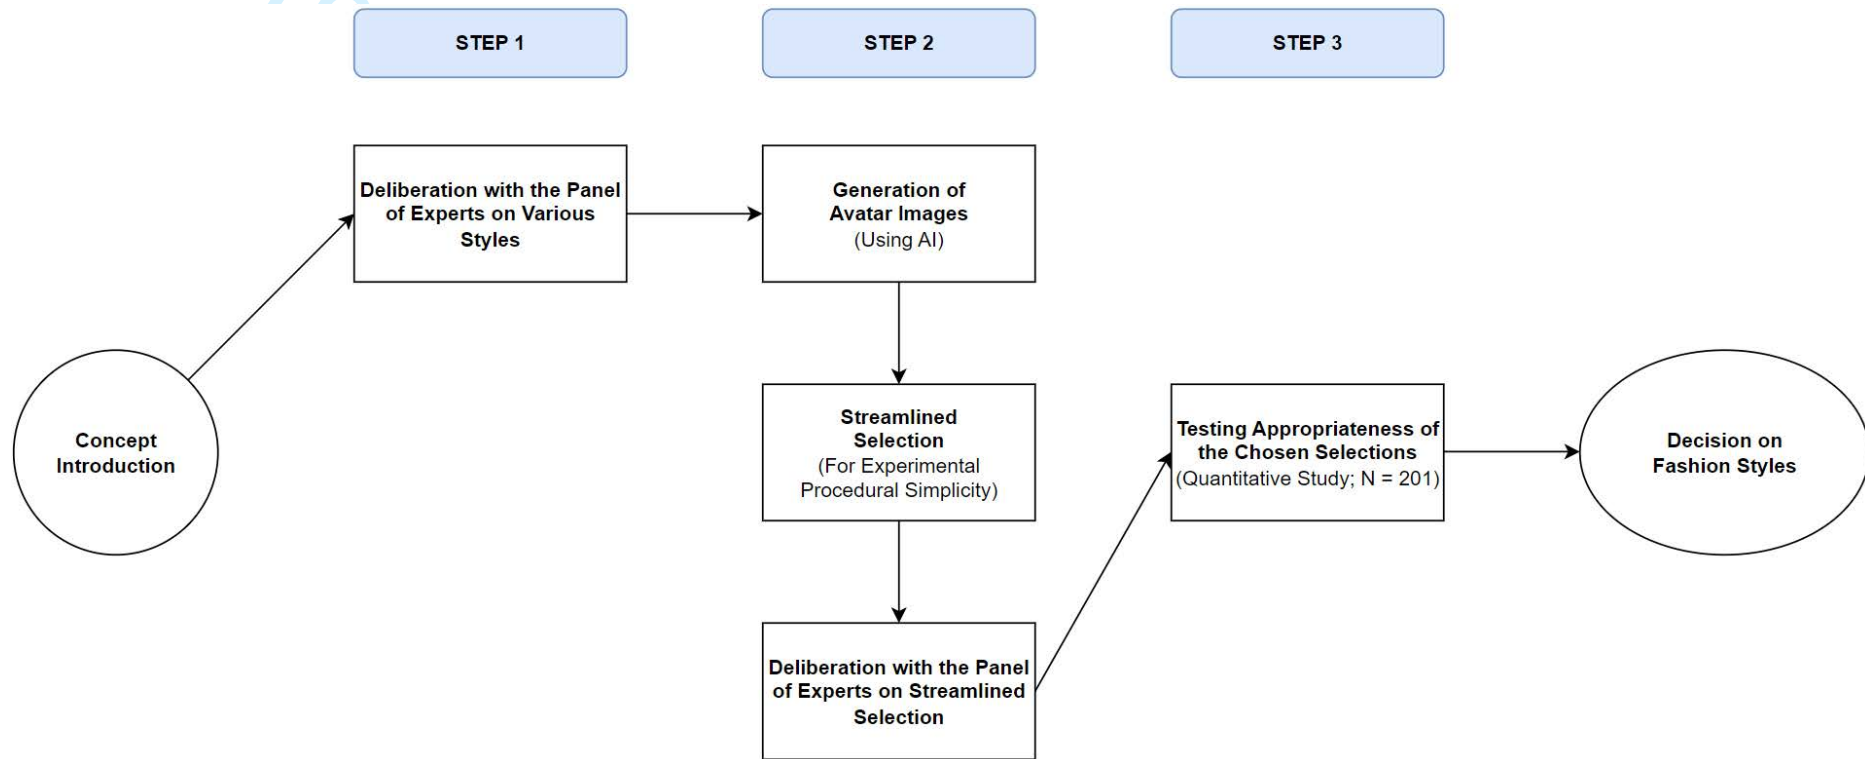 STEP 1
STEP 2
STEP 3
Deliberation with the Panel
of Experts on Various
Styles
Generation of
Avatar Images
(Using AI)
Concept
Introduction
Streamlined
Selection
(For Experimental
Procedural Simplicity)
Testing Appropriateness of
the Chosen Selections
(Quantitative Study; N = 201)
Decision on
Fashion Styles
Deliberation with the Panel
of Experts on Streamlined
Selection